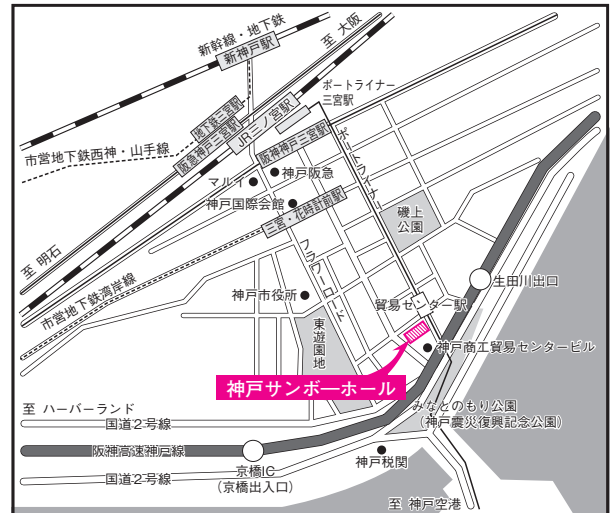 新幹線・地下鉄
新神戸駅
至 大阪
ポートライナー
三宮駅
地下鉄三宮駅
JR三ノ宮駅
阪急神戸三宮駅
阪神神戸三宮駅
市営地下鉄西神・山手線
ポートライナー
マルイ
神戸阪急
神戸国際会館
三宮・花時計前駅
磯上
公園
至 明石
フラワーロード
市営地下鉄湾岸線
生田川出口
神戸市役所
貿易センター駅
東遊園地
神戸商工貿易センタービル
神戸サンボーホール
至 ハーバーランド
みなとのもり公園
(神戸震災復興記念公園)
国道2号線
阪神高速神戸線
京橋IC
(京橋出入口)
神戸税関
国道2号線
至 神戸空港